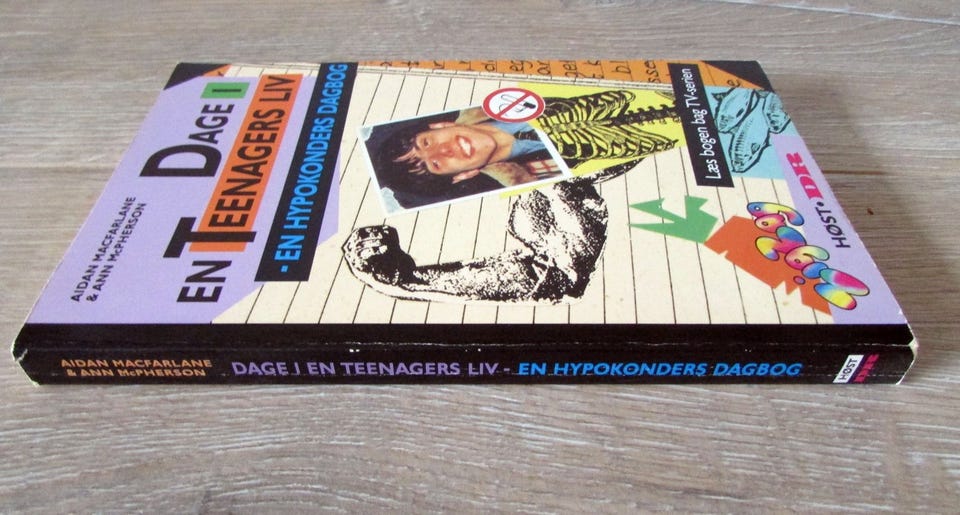 AIDAN MACFARLANE
& ANN McPHERSON
DAGE I
EN TEENAGERS LIV
- EN HYPOKONDERS DAGBOG
Læs bogen bag TV-serien
HØST • DR
AIDAN MACFARLANE
& ANN McPHERSON
DAGE I EN TEENAGERS LIV - EN HYPOKONDERS DAGBOG
HØST